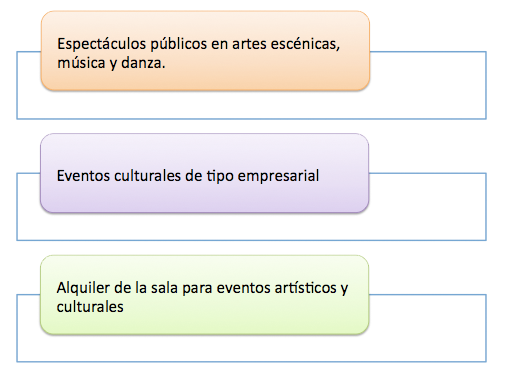 Espectáculos públicos en artes escénicas,
música y danza.
Eventos culturales de tipo empresarial
Alquiler de la sala para eventos artísticos y
culturales